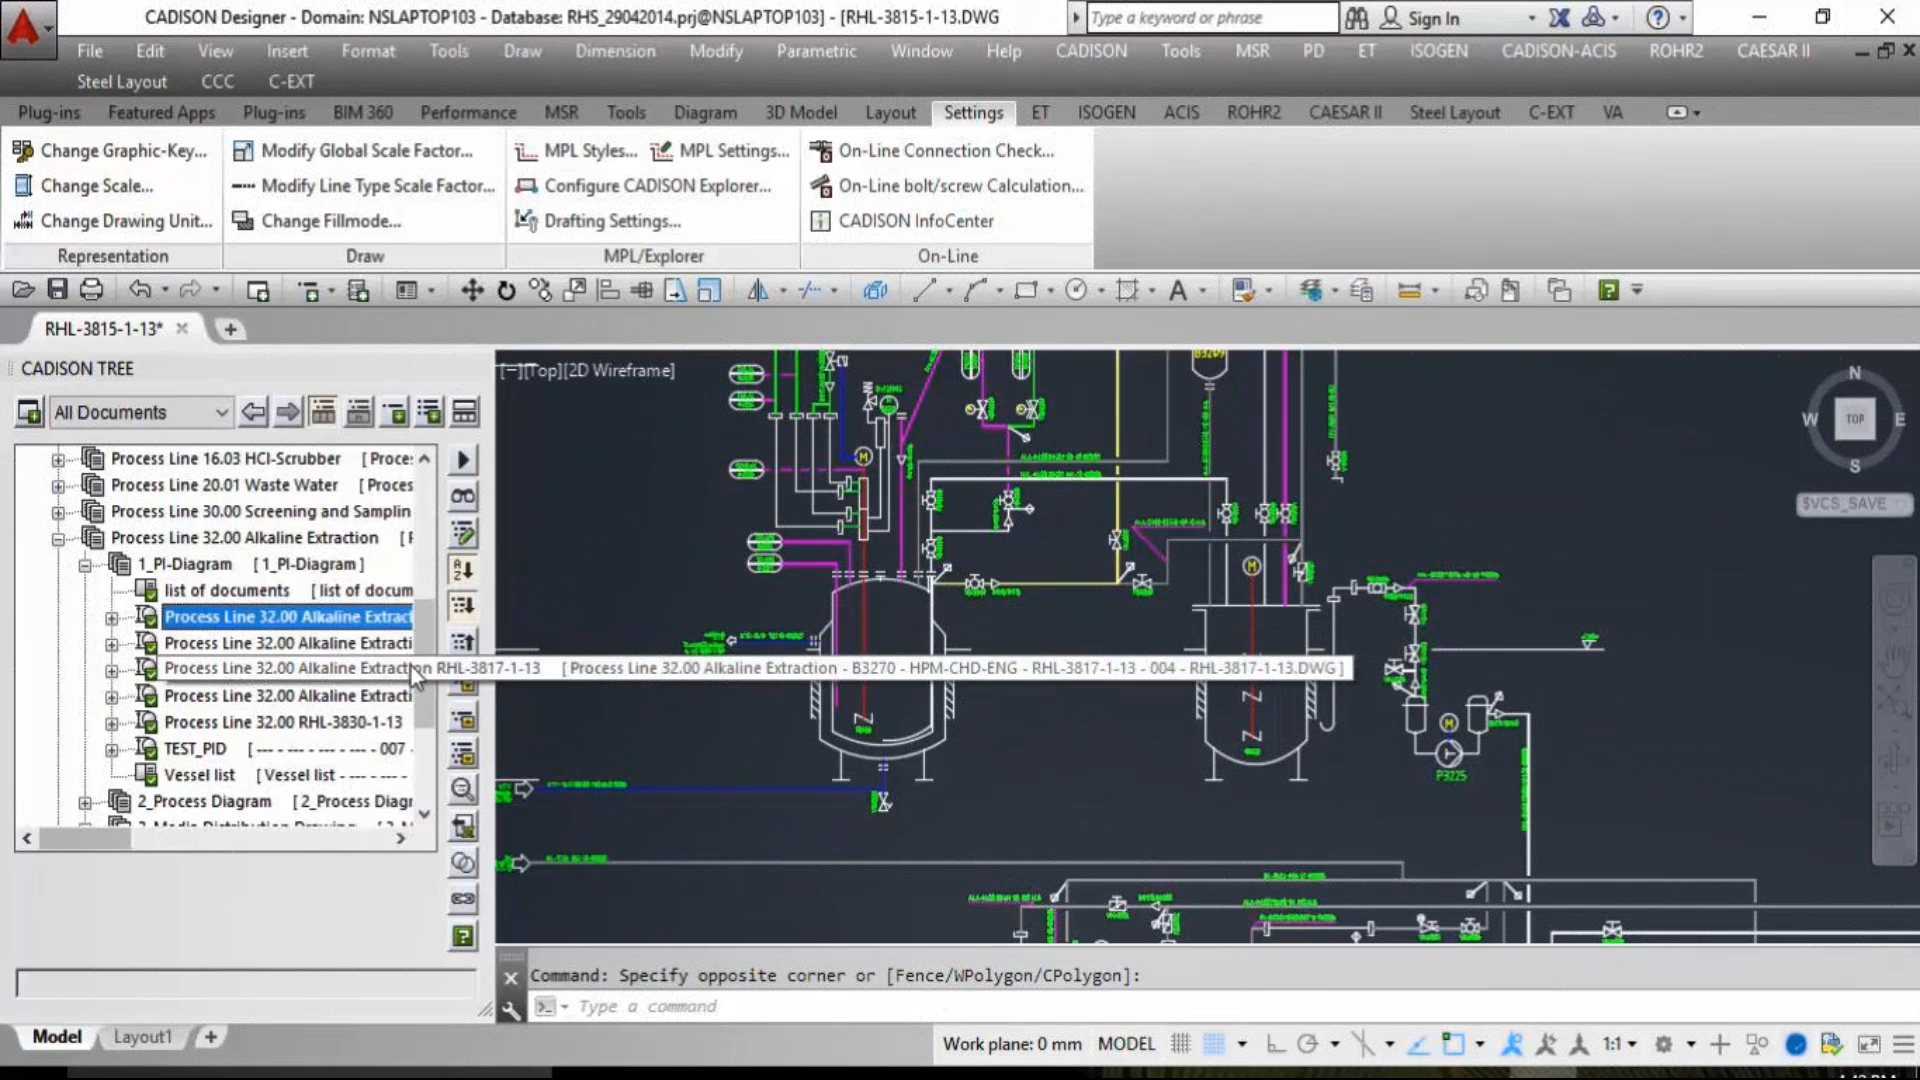 CADISON Designer - Domain: NSLAPTOP103 - Database: RHS_29042014.prj@NSLAPTOP103] - [RHL-3815-1-13.DWG
Type a keyword or phrase
Sign In
File Edit View Insert Format Tools Draw Dimension Modify Parametric Window Help CADISON Tools MSR PD ET ISOGEN CADISON-ACIS ROHR2 CAESAR II
Steel Layout CCC C-EXT
Plug-ins Featured Apps Plug-ins BIM 360 Performance MSR Tools Diagram 3D Model Layout Settings ET ISOGEN ACIS ROHR2 CAESAR II Steel Layout C-EXT VA
Change Graphic-Key... Modify Global Scale Factor... MPL Styles... MPL Settings... On-Line Connection Check...
Change Scale... Modify Line Type Scale Factor... Configure CADISON Explorer... On-Line bolt/screw Calculation...
Change Drawing Unit... Change Fillmode... Drafting Settings... CADISON InfoCenter
Representation Draw MPL/Explorer On-Line
RHL-3815-1-13*
CADISON TREE
All Documents
Process Line 16.03 HCI-Scrubber [ Proce
Process Line 20.01 Waste Water [ Proces
Process Line 30.00 Screening and Samplin
Process Line 32.00 Alkaline Extraction [ F
1_PI-Diagram [ 1_PI-Diagram ]
list of documents [ list of docum
Process Line 32.00 Alkaline Extract
Process Line 32.00 Alkaline Extracti
Process Line 32.00 Alkaline Extraction RHL-3817-1-13 [ Process Line 32.00 Alkaline Extraction - B3270 - HPM-CHD-ENG - RHL-3817-1-13 - 004 - RHL-3817-1-13.DWG ]
Process Line 32.00 Alkaline Extracti
Process Line 32.00 RHL-3830-1-13
TEST_PID [ --- - --- - --- - --- - 007 -
Vessel list [ Vessel list - --- - --- -
2_Process Diagram [ 2_Process Diagr
[−][Top][2D Wireframe]
B3209
M
M
M
P3225
N
W TOP E
S
$VCS_SAVE
Command: Specify opposite corner or [Fence/WPolygon/CPolygon]:
Type a command
Model Layout1 +
Work plane: 0 mm MODEL 1:1